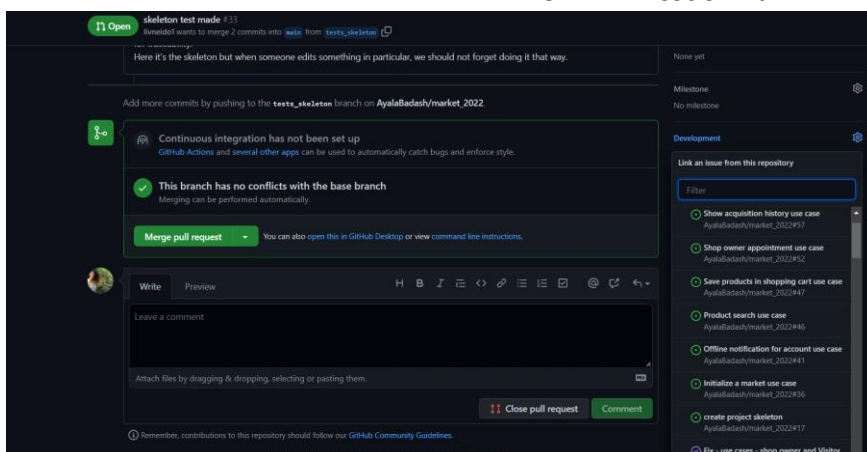 Open
skeleton test made #33
livneido1 wants to merge 2 commits into main from tests_skeleton
Here it's the skeleton but when someone edits something in particular, we should not forget doing it that way.
Add more commits by pushing to the tests_skeleton branch on AyalaBadash/market_2022.
Continuous integration has not been set up
GitHub Actions and several other apps can be used to automatically catch bugs and enforce style.
This branch has no conflicts with the base branch
Merging can be performed automatically.
Merge pull request
You can also open this in GitHub Desktop or view command line instructions.
Write Preview
H B I
Leave a comment
Attach files by dragging & dropping, selecting or pasting them.
Close pull request
Comment
Remember, contributions to this repository should follow our GitHub Community Guidelines.
None yet
Milestone
No milestone
Development
Link an issue from this repository
Filter
Show acquisition history use case
AyalaBadash/market_2022#57
Shop owner appointment use case
AyalaBadash/market_2022#52
Save products in shopping cart use case
AyalaBadash/market_2022#47
Product search use case
AyalaBadash/market_2022#46
Offline notification for account use case
AyalaBadash/market_2022#41
Initialize a market use case
AyalaBadash/market_2022#36
create project skeleton
AyalaBadash/market_2022#17
Fix - use cases - shop owner and Visitor